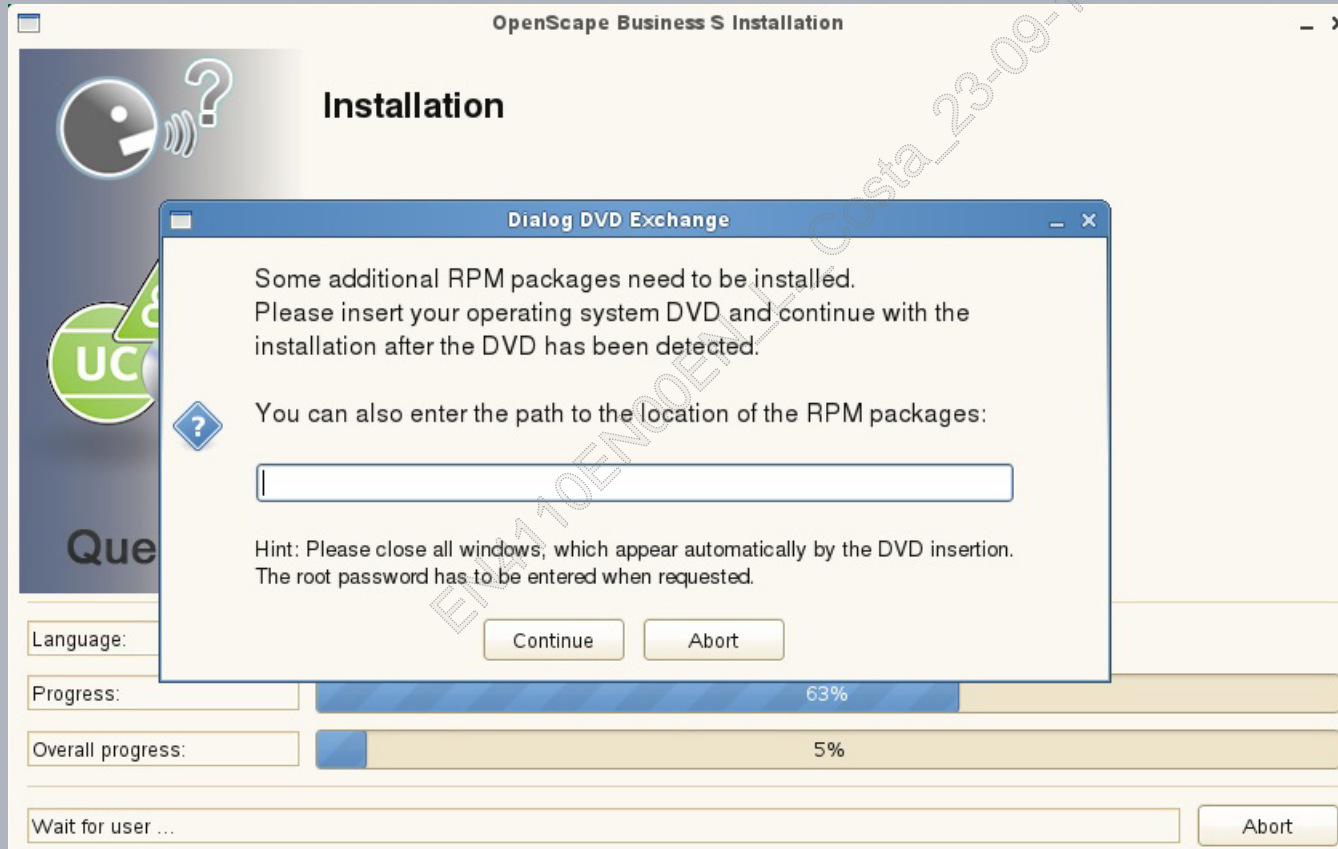 OpenScape Business S Installation
Installation
Dialog DVD Exchange
Some additional RPM packages need to be installed.
Please insert your operating system DVD and continue with the
installation after the DVD has been detected.
You can also enter the path to the location of the RPM packages:
Hint: Please close all windows, which appear automatically by the DVD insertion.
The root password has to be entered when requested.
Continue Abort
UC
Que
Language:
Progress: 63%
Overall progress: 5%
Wait for user ... Abort